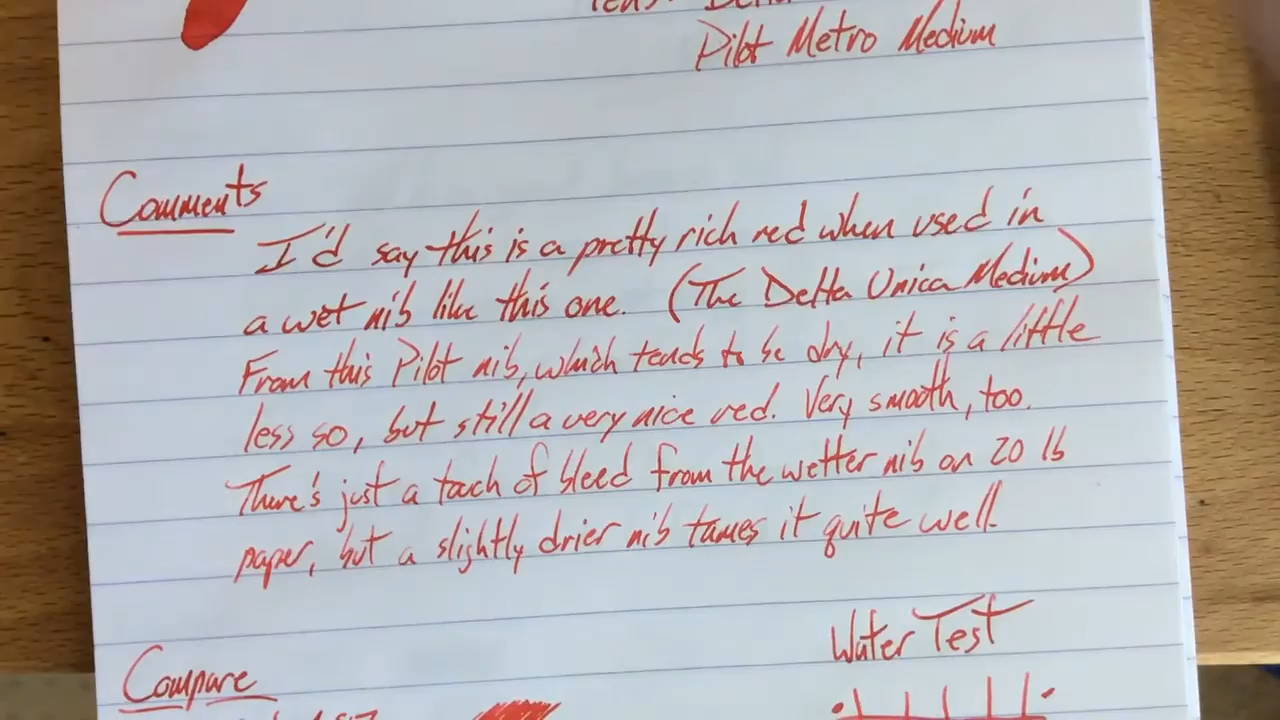 Pens: Delta
Pilot Metro Medium
Comments
I'd say this is a pretty rich red when used in
a wet nib like this one. (The Delta Unica Medium)
From this Pilot nib, which tends to be dry, it is a little
less so, but still a very nice red. Very smooth, too.
There's just a touch of bleed from the wetter nib on 20 lb
paper, but a slightly drier nib tames it quite well.
Water Test
Compare